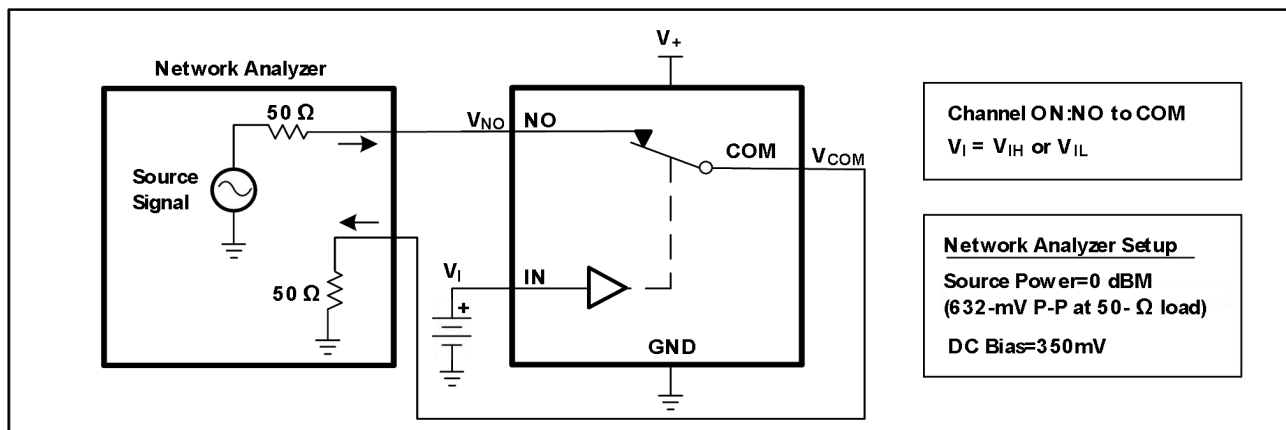 Network Analyzer
50 Ω
Source
Signal
50 Ω
V+
VNO
NO
COM
VCOM
VI
+
IN
GND
Channel ON:NO to COM
VI = VIH or VIL
Network Analyzer Setup
Source Power=0 dBM
(632-mV P-P at 50- Ω load)
DC Bias=350mV